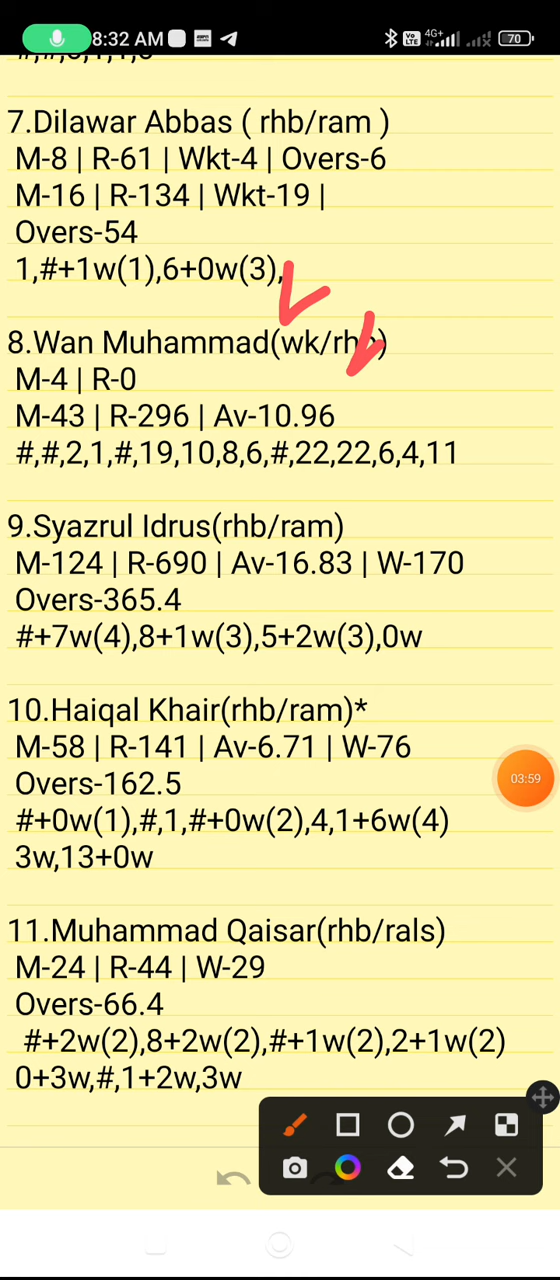 8:32 AM
4G+
Vo
LTE
70
7.Dilawar Abbas ( rhb/ram )
M-8 | R-61 | Wkt-4 | Overs-6
M-16 | R-134 | Wkt-19 |
Overs-54
1,#+1w(1),6+0w(3),
8.Wan Muhammad(wk/rhb)
M-4 | R-0
M-43 | R-296 | Av-10.96
#,#,2,1,#,19,10,8,6,#,22,22,6,4,11
9.Syazrul Idrus(rhb/ram)
M-124 | R-690 | Av-16.83 | W-170
Overs-365.4
#+7w(4),8+1w(3),5+2w(3),0w
10.Haiqal Khair(rhb/ram)*
M-58 | R-141 | Av-6.71 | W-76
Overs-162.5
03:59
#+0w(1),#,1,#+0w(2),4,1+6w(4)
3w,13+0w
11.Muhammad Qaisar(rhb/rals)
M-24 | R-44 | W-29
Overs-66.4
#+2w(2),8+2w(2),#+1w(2),2+1w(2)
0+3w,#,1+2w,3w